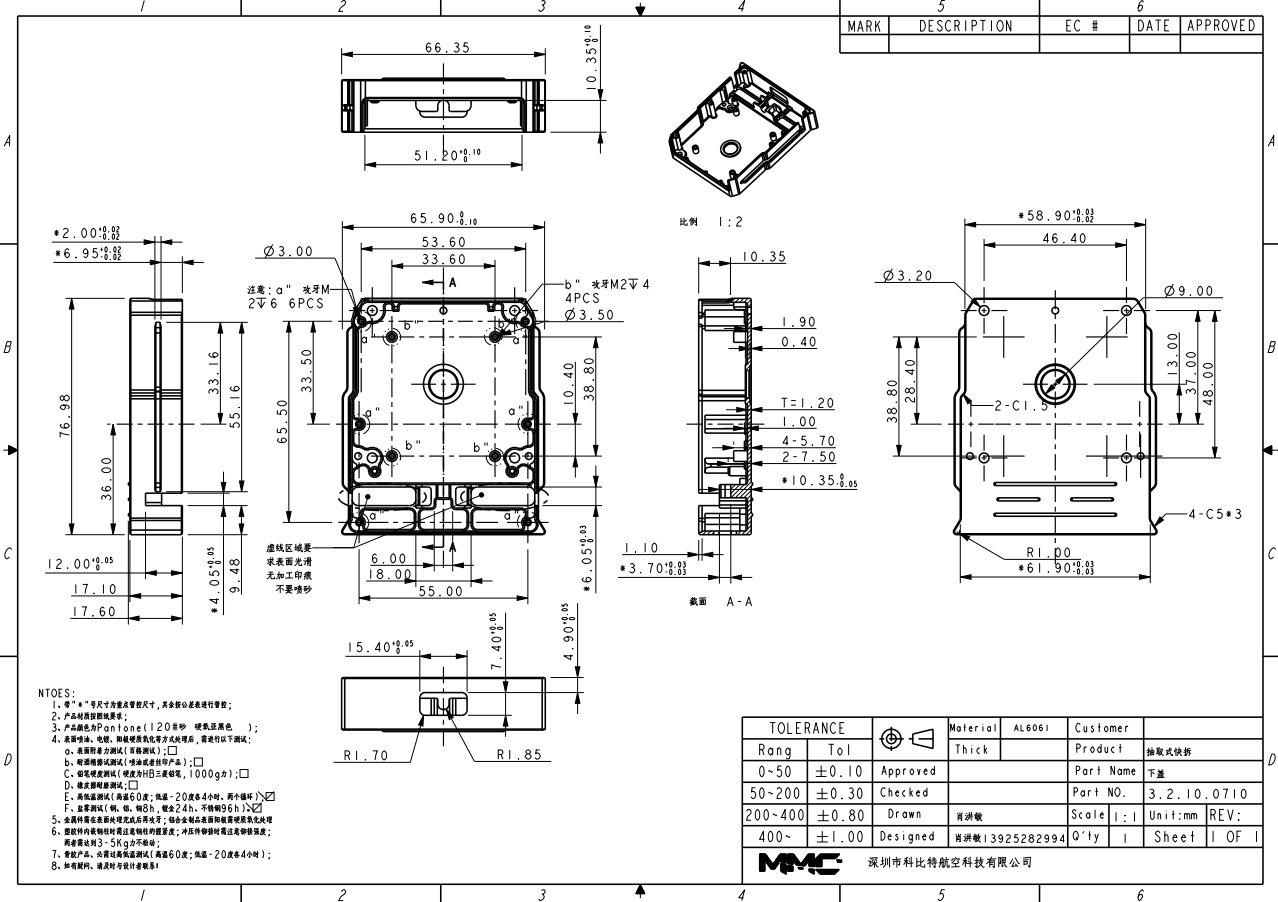 1 2 3 4 5 6
MARK DESCRIPTION EC # DATE APPROVED
A
B
C
D
66.35
10.35 +0.10 0
51.20 +0.10 0
比例 1:2
*2.00 +0.02 -0.02
*6.95 +0.02 -0.02
76.98
36.00
33.16
55.16
12.00 +0.05 0
17.10
17.60
*4.05 +0.05 0
9.48
65.90 0 -0.10
53.60
33.60
Ø3.00
注意:a" 攻牙M
2↧6 6PCS
A
b" 攻牙M2↧4
4PCS
Ø3.50
b" b"
a" a"
33.50
65.50
10.40
38.80
a" a"
b" b"
a" a"
虚线区域要
求表面光滑
无加工印痕
不要喷砂
A
6.00
18.00
55.00
*6.05 +0.03 0
10.35
1.90
0.40
T=1.20
1.00
4-5.70
2-7.50
*10.35 0 -0.05
1.10
*3.70 +0.03 -0.03
截面 A-A
*58.90 +0.03 -0.02
46.40
Ø3.20
Ø9.00
38.80
28.40
13.00
37.00
48.00
2-C1.5
4-C5*3
R1.00
*61.90 +0.03 -0.03
15.40 +0.05 0
7.40 +0.05 0
4.90 +0.05 0
R1.70
R1.85
NTOES:
1、带"*"号尺寸为重点管控尺寸,其余按公差表进行管控;
2、产品材质按图纸要求;
3、产品颜色为Pantone(120#砂 硬氧亚黑色 );
4、表面喷油、电镀、阳极硬质氧化等方式处理后,需进行以下测试:
a、表面附着力测试(百格测试);□
b、耐酒精擦试测试(喷油或者丝印产品);□
C、铅笔硬度测试(硬度为HB三菱铅笔,1000g力);□
D、橡皮擦耐磨测试;□
E、高低温测试(高温60度;低温-20度各4小时、两个循环)☑
F、盐雾测试(铜、铝、钢8h,镀金24h、不锈钢96h)☑
5、金属件需在表面处理完成后再攻牙;铝合金制品表面阳极需硬质氧化处理
6、塑胶件内嵌铜柱时需注意铜柱的溜紧度;冲压件铆接时需注意铆接强度;
两者需达到3-5Kg力不松动;
7、背胶产品、公需过高低温测试(高温60度;低温-20度各4小时);
8、如有疑问、请及时与设计者联系!
TOLERANCE
Rang Tol
0~50 ±0.10
50~200 ±0.30
200~400 ±0.80
400~ ±1.00
Material AL6061 Customer
Thick Product 抽取式快拆
Approved Part Name 下盖
Checked Part NO. 3.2.10.0710
Drawn 肖洪敏 Scale 1:1 Unit:mm REV:
Designed 肖洪敏13925282994 Q'ty 1 Sheet 1 OF 1
MMC 深圳市科比特航空科技有限公司
1 2 3 4 5 6